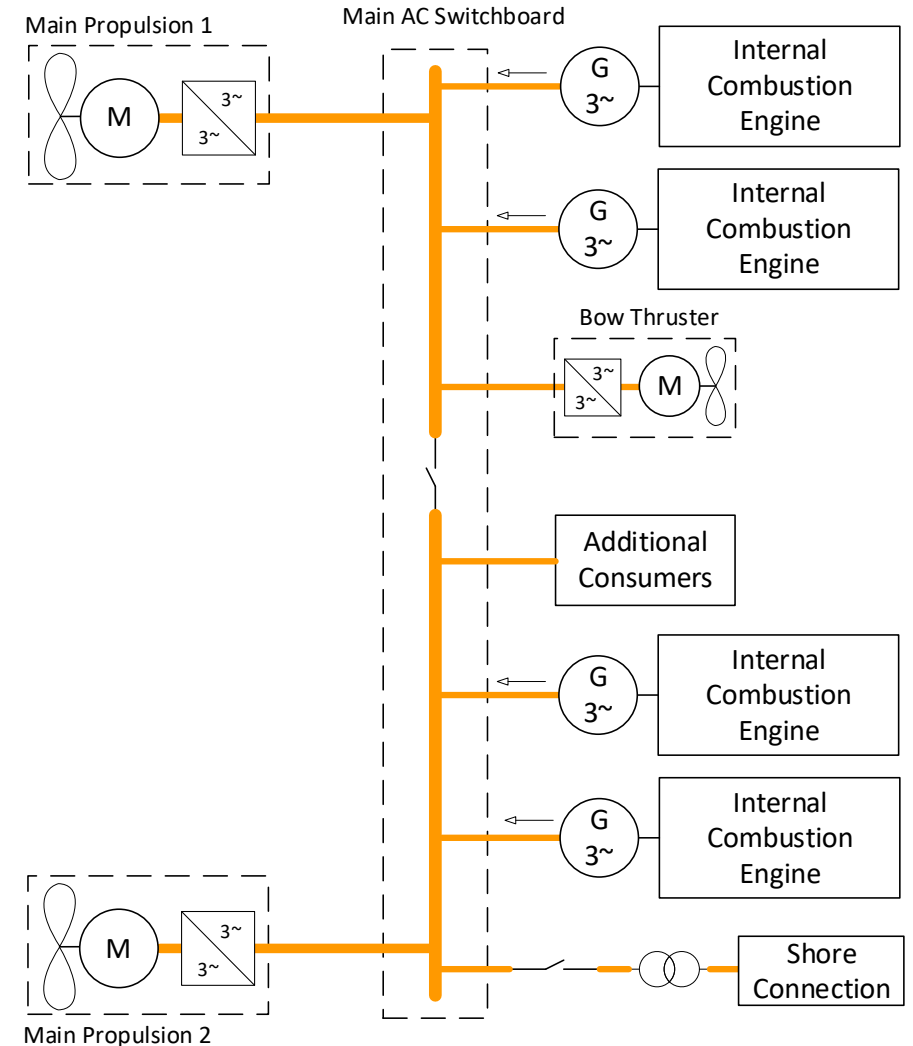 Main AC Switchboard
Main Propulsion 1
M
3~
3~
G
3~
Internal
Combustion
Engine
G
3~
Internal
Combustion
Engine
Bow Thruster
3~
3~
M
Additional
Consumers
G
3~
Internal
Combustion
Engine
G
3~
Internal
Combustion
Engine
M
3~
3~
Main Propulsion 2
Shore
Connection